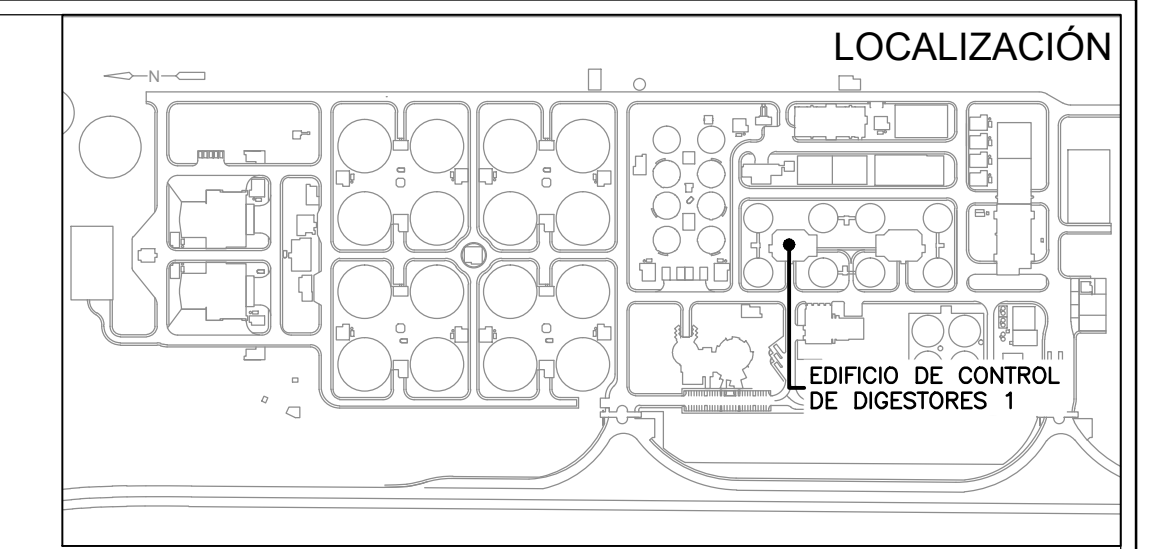 LOCALIZACIÓN
N
EDIFICIO DE CONTROL
DE DIGESTORES 1